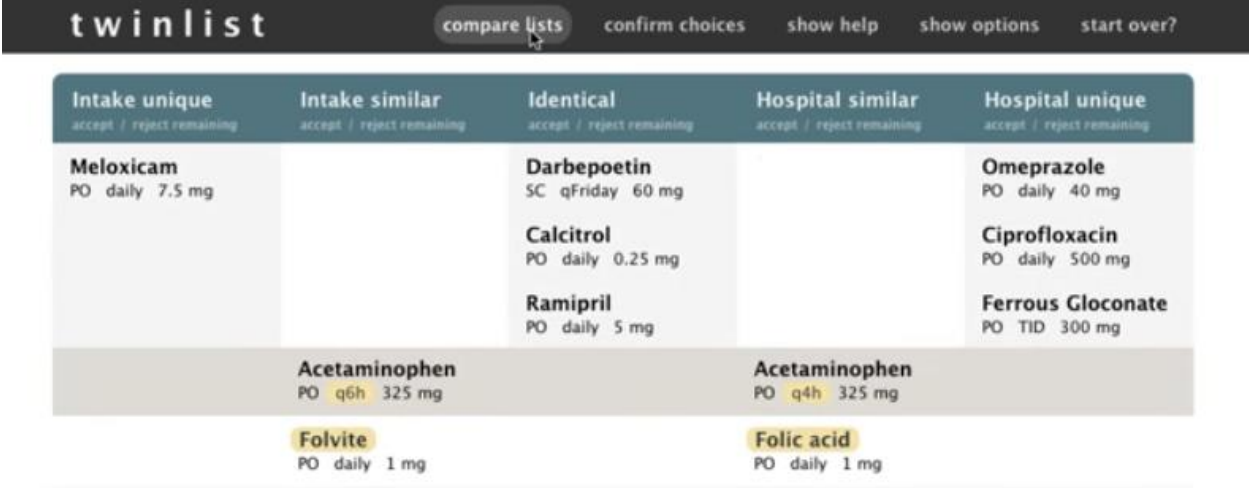 twinlist compare lists confirm choices show help show options start over?
Intake unique Intake similar Identical Hospital similar Hospital unique
accept / reject remaining accept / reject remaining accept / reject remaining accept / reject remaining accept / reject remaining
Meloxicam Darbepoetin Omeprazole
PO daily 7.5 mg SC qFriday 60 mg PO daily 40 mg
Calcitrol Ciprofloxacin
PO daily 0.25 mg PO daily 500 mg
Ramipril Ferrous Gloconate
PO daily 5 mg PO TID 300 mg
Acetaminophen Acetaminophen
PO q6h 325 mg PO q4h 325 mg
Folvite Folic acid
PO daily 1 mg PO daily 1 mg